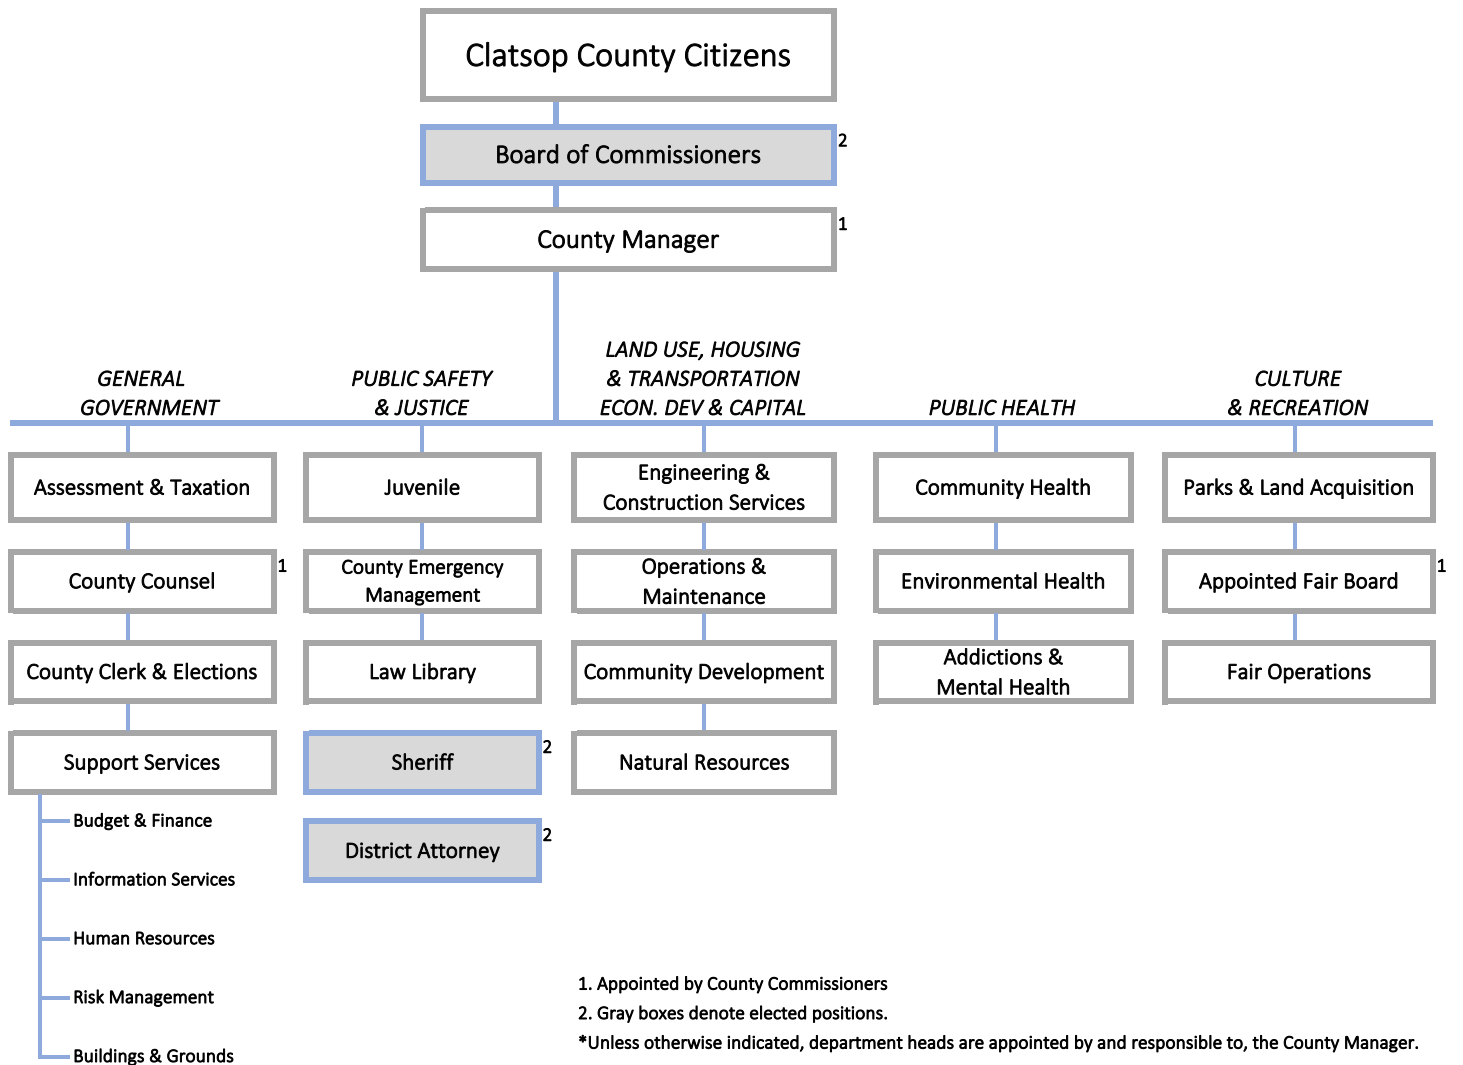 Clatsop County Citizens
Board of Commissioners
2
County Manager
1
GENERAL
GOVERNMENT
PUBLIC SAFETY
& JUSTICE
LAND USE, HOUSING
& TRANSPORTATION
ECON. DEV & CAPITAL
PUBLIC HEALTH
CULTURE
& RECREATION
Assessment & Taxation
County Counsel
1
County Clerk & Elections
Support Services
Budget & Finance
Information Services
Human Resources
Risk Management
Buildings & Grounds
Juvenile
County Emergency
Management
Law Library
Sheriff
2
District Attorney
2
Engineering &
Construction Services
Operations &
Maintenance
Community Development
Natural Resources
Community Health
Environmental Health
Addictions &
Mental Health
Parks & Land Acquisition
Appointed Fair Board
1
Fair Operations
1. Appointed by County Commissioners
2. Gray boxes denote elected positions.
*Unless otherwise indicated, department heads are appointed by and responsible to, the County Manager.